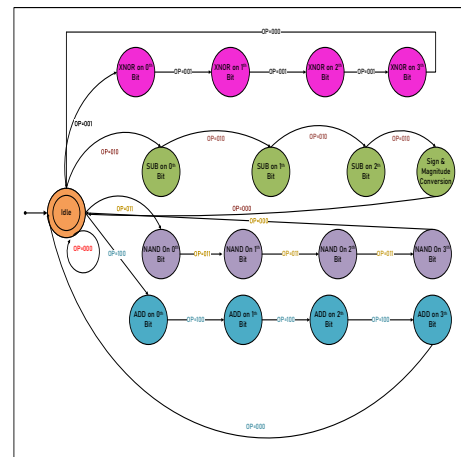 OP=000
XNOR on 0th
Bit
XNOR on 1th
Bit
XNOR on 2th
Bit
XNOR on 3th
Bit
OP=001
OP=001
OP=001
OP=001
OP=010
OP=010
OP=010
OP=010
SUB on 0th
Bit
SUB on 1th
Bit
SUB on 2th
Bit
Sign &
Magnitude
Conversion
Idle
OP=011
OP=000
OP=000
OP=000
OP=100
NAND On 0th
Bit
OP=011
NAND On 1th
Bit
OP=011
NAND On 2th
Bit
OP=011
NAND On 3th
Bit
ADD on 0th
Bit
OP=100
ADD on 1th
Bit
OP=100
ADD on 2th
Bit
OP=100
ADD on 3th
Bit
OP=000